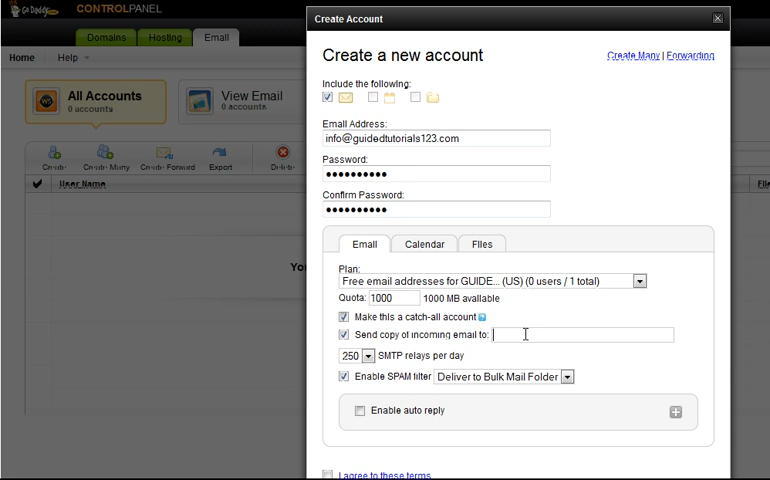 Go Daddy CONTROLPANEL
Domains Hosting Email
Home Help
All Accounts
0 accounts
View Email
0 accounts
Create Create Many Create Forward Export Delete
User Name
You
File
Create Account
Create a new account
Create Many | Forwarding
Include the following:
Email Address:
info@guidedtutorials123.com
Password:
••••••••••
Confirm Password:
••••••••••
Email Calendar Files
Plan:
Free email addresses for GUIDE... (US) (0 users / 1 total)
Quota: 1000 1000 MB available
Make this a catch-all account ?
Send copy of incoming email to:
250 SMTP relays per day
Enable SPAM filter Deliver to Bulk Mail Folder
Enable auto reply
I agree to these terms